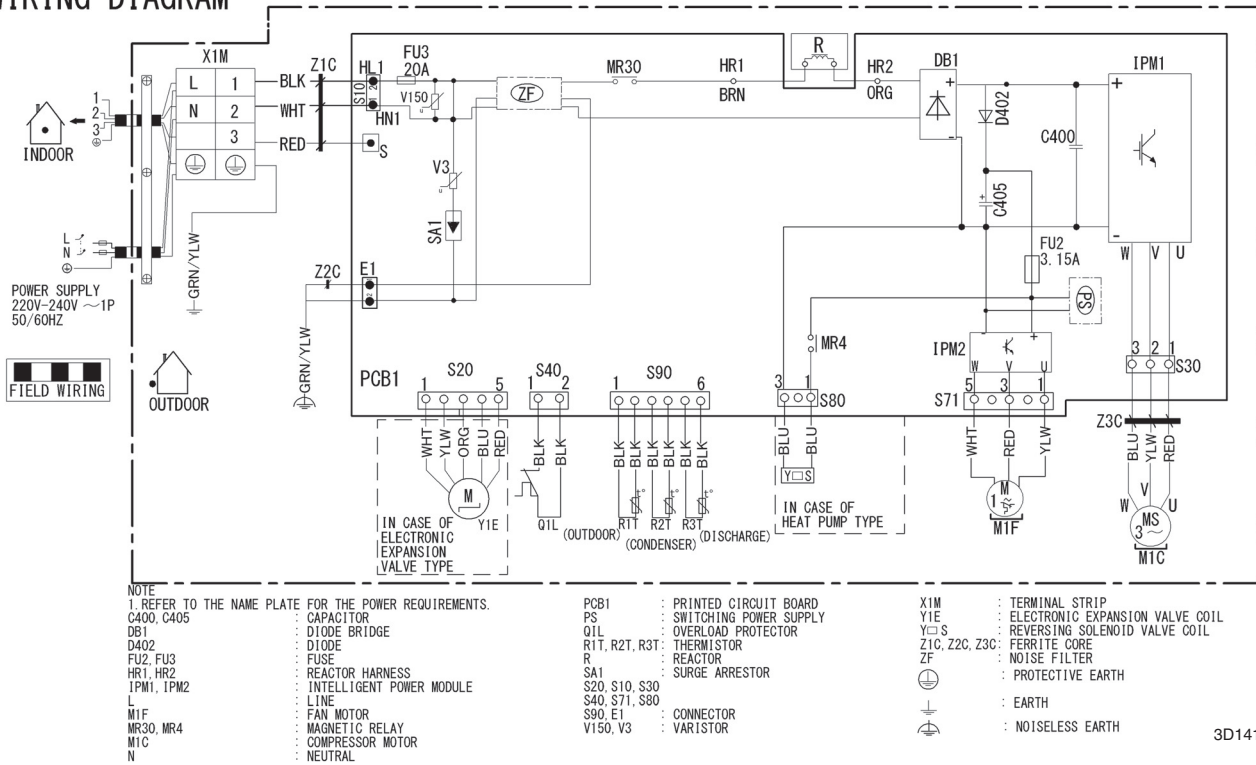 WIRING DIAGRAM
X1M
L 1
N 2
3
BLK
WHT
RED
Z1C
HL1
S10
2
1
HN1
S
FU3
20A
V150
ZF
MR30
HR1
BRN
R
HR2
ORG
DB1
+
-
D402
C400
+
C405
IPM1
+
-
W V U
1
2
3
INDOOR
L
N
POWER SUPPLY
220V-240V ～1P
50/60HZ
FIELD WIRING
OUTDOOR
GRN/YLW
V3
SA1
Z2C
E1
GRN/YLW
FU2
3.15A
PS
MR4
IPM2
- +
W V U
PCB1
S20
1 5
S40
1 2
S90
1 6
3 1
S80
S71
5 3 1
3 2 1
S30
Z3C
WHT
YLW
ORG
BLU
RED
BLK
BLK
BLK
BLK
BLK
BLK
BLK
BLK
BLU
BLU
WHT
RED
YLW
BLU
YLW
RED
M
Y1E
IN CASE OF
ELECTRONIC
EXPANSION
VALVE TYPE
Q1L
R1T R2T R3T
(OUTDOOR)
(CONDENSER)
(DISCHARGE)
Y□S
IN CASE OF
HEAT PUMP TYPE
M
1～
M1F
W V U
MS
3～
M1C
NOTE
1. REFER TO THE NAME PLATE FOR THE POWER REQUIREMENTS.
C400, C405 : CAPACITOR
DB1 : DIODE BRIDGE
D402 : DIODE
FU2, FU3 : FUSE
HR1, HR2 : REACTOR HARNESS
IPM1, IPM2 : INTELLIGENT POWER MODULE
L : LINE
M1F : FAN MOTOR
MR30, MR4 : MAGNETIC RELAY
M1C : COMPRESSOR MOTOR
N : NEUTRAL
PCB1 : PRINTED CIRCUIT BOARD
PS : SWITCHING POWER SUPPLY
Q1L : OVERLOAD PROTECTOR
R1T, R2T, R3T: THERMISTOR
R : REACTOR
SA1 : SURGE ARRESTOR
S20, S10, S30
S40, S71, S80
S90, E1 : CONNECTOR
V150, V3 : VARISTOR
X1M : TERMINAL STRIP
Y1E : ELECTRONIC EXPANSION VALVE COIL
Y□S : REVERSING SOLENOID VALVE COIL
Z1C, Z2C, Z3C: FERRITE CORE
ZF : NOISE FILTER
: PROTECTIVE EARTH
: EARTH
: NOISELESS EARTH
3D141